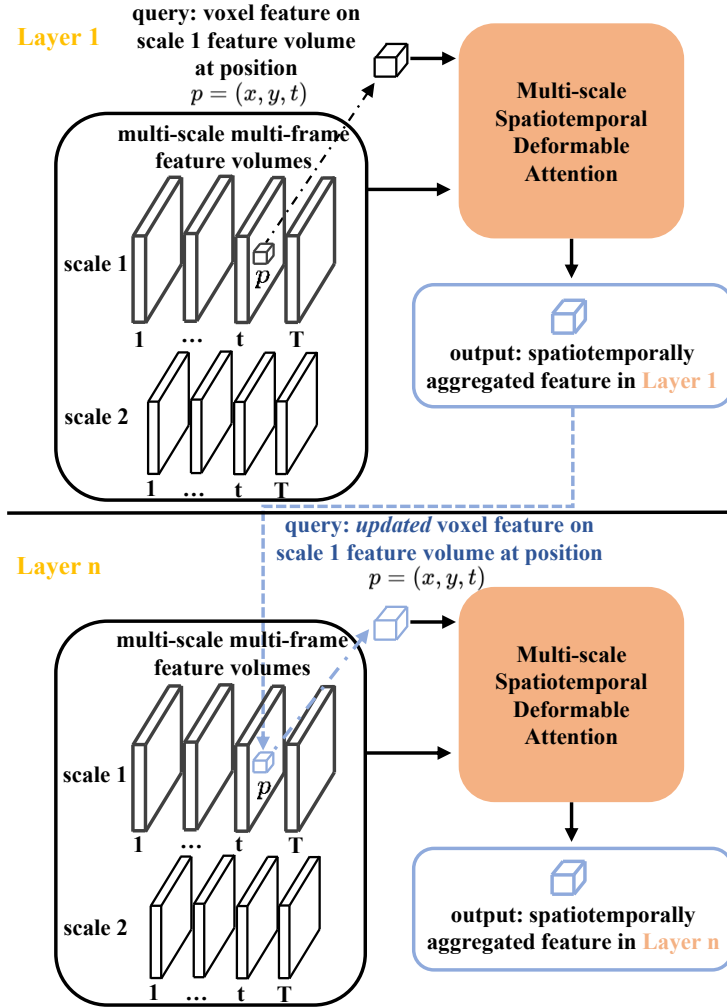 Layer 1
query: voxel feature on
scale 1 feature volume
at position
p = (x, y, t)
multi-scale multi-frame
feature volumes
scale 1
p
1 ... t T
scale 2
1 ... t T
Multi-scale
Spatiotemporal
Deformable
Attention
output: spatiotemporally
aggregated feature in Layer 1
Layer n
query: updated voxel feature on
scale 1 feature volume at position
p = (x, y, t)
multi-scale multi-frame
feature volumes
scale 1
p
1 ... t T
scale 2
1 ... t T
Multi-scale
Spatiotemporal
Deformable
Attention
output: spatiotemporally
aggregated feature in Layer n